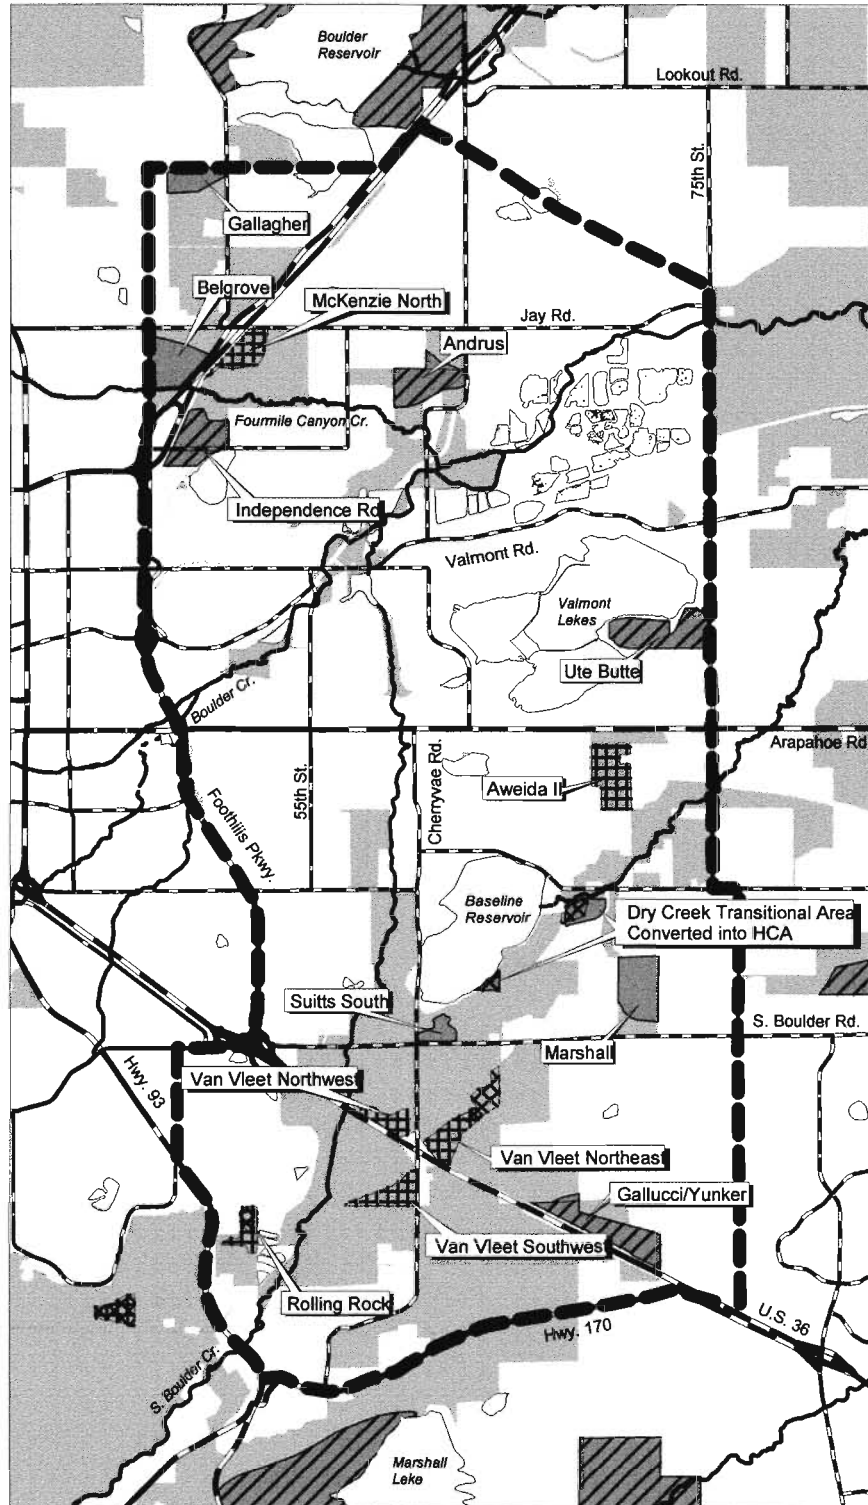 Boulder
Reservoir
Lookout Rd.
75th St.
Gallagher
Belgrove
McKenzie North
Jay Rd.
Andrus
Fourmile Canyon Cr.
Independence Rd
Valmont Rd.
Valmont
Lekes
Ute Butte
Boulder Cr.
Arapahoe Rd
55th St.
Cherryvae Rd.
Aweida II
Foothills Pkwy.
Baseline
Reservoir
Dry Creek Transitional Area
Converted into HCA
Suitts South
S. Boulder Rd.
Marshall
Hwy. 93
Van Vleet Northwest
Van Vleet Northeast
Gallucci/Yunker
Van Vleet Southwest
Rolling Rock
U.S. 36
Hwy. 170
S. Boulder Cr.
Marshall
Lake